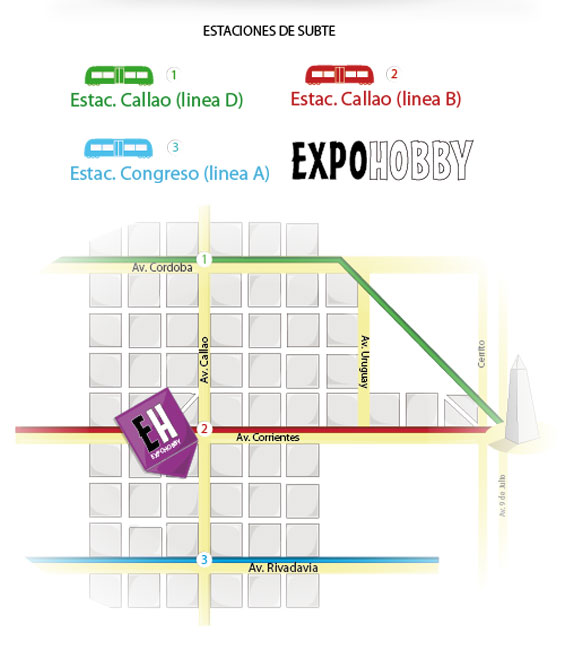 ESTACIONES DE SUBTE
1
Estac. Callao (linea D)
2
Estac. Callao (linea B)
3
Estac. Congreso (linea A)
EXPOHOBBY
1
Av. Cordoba
Av. Callao
Av. Uruguay
Cerrito
EH
EXPOHOBBY
2
Av. Corrientes
Av. 9 de Julio
3
Av. Rivadavia